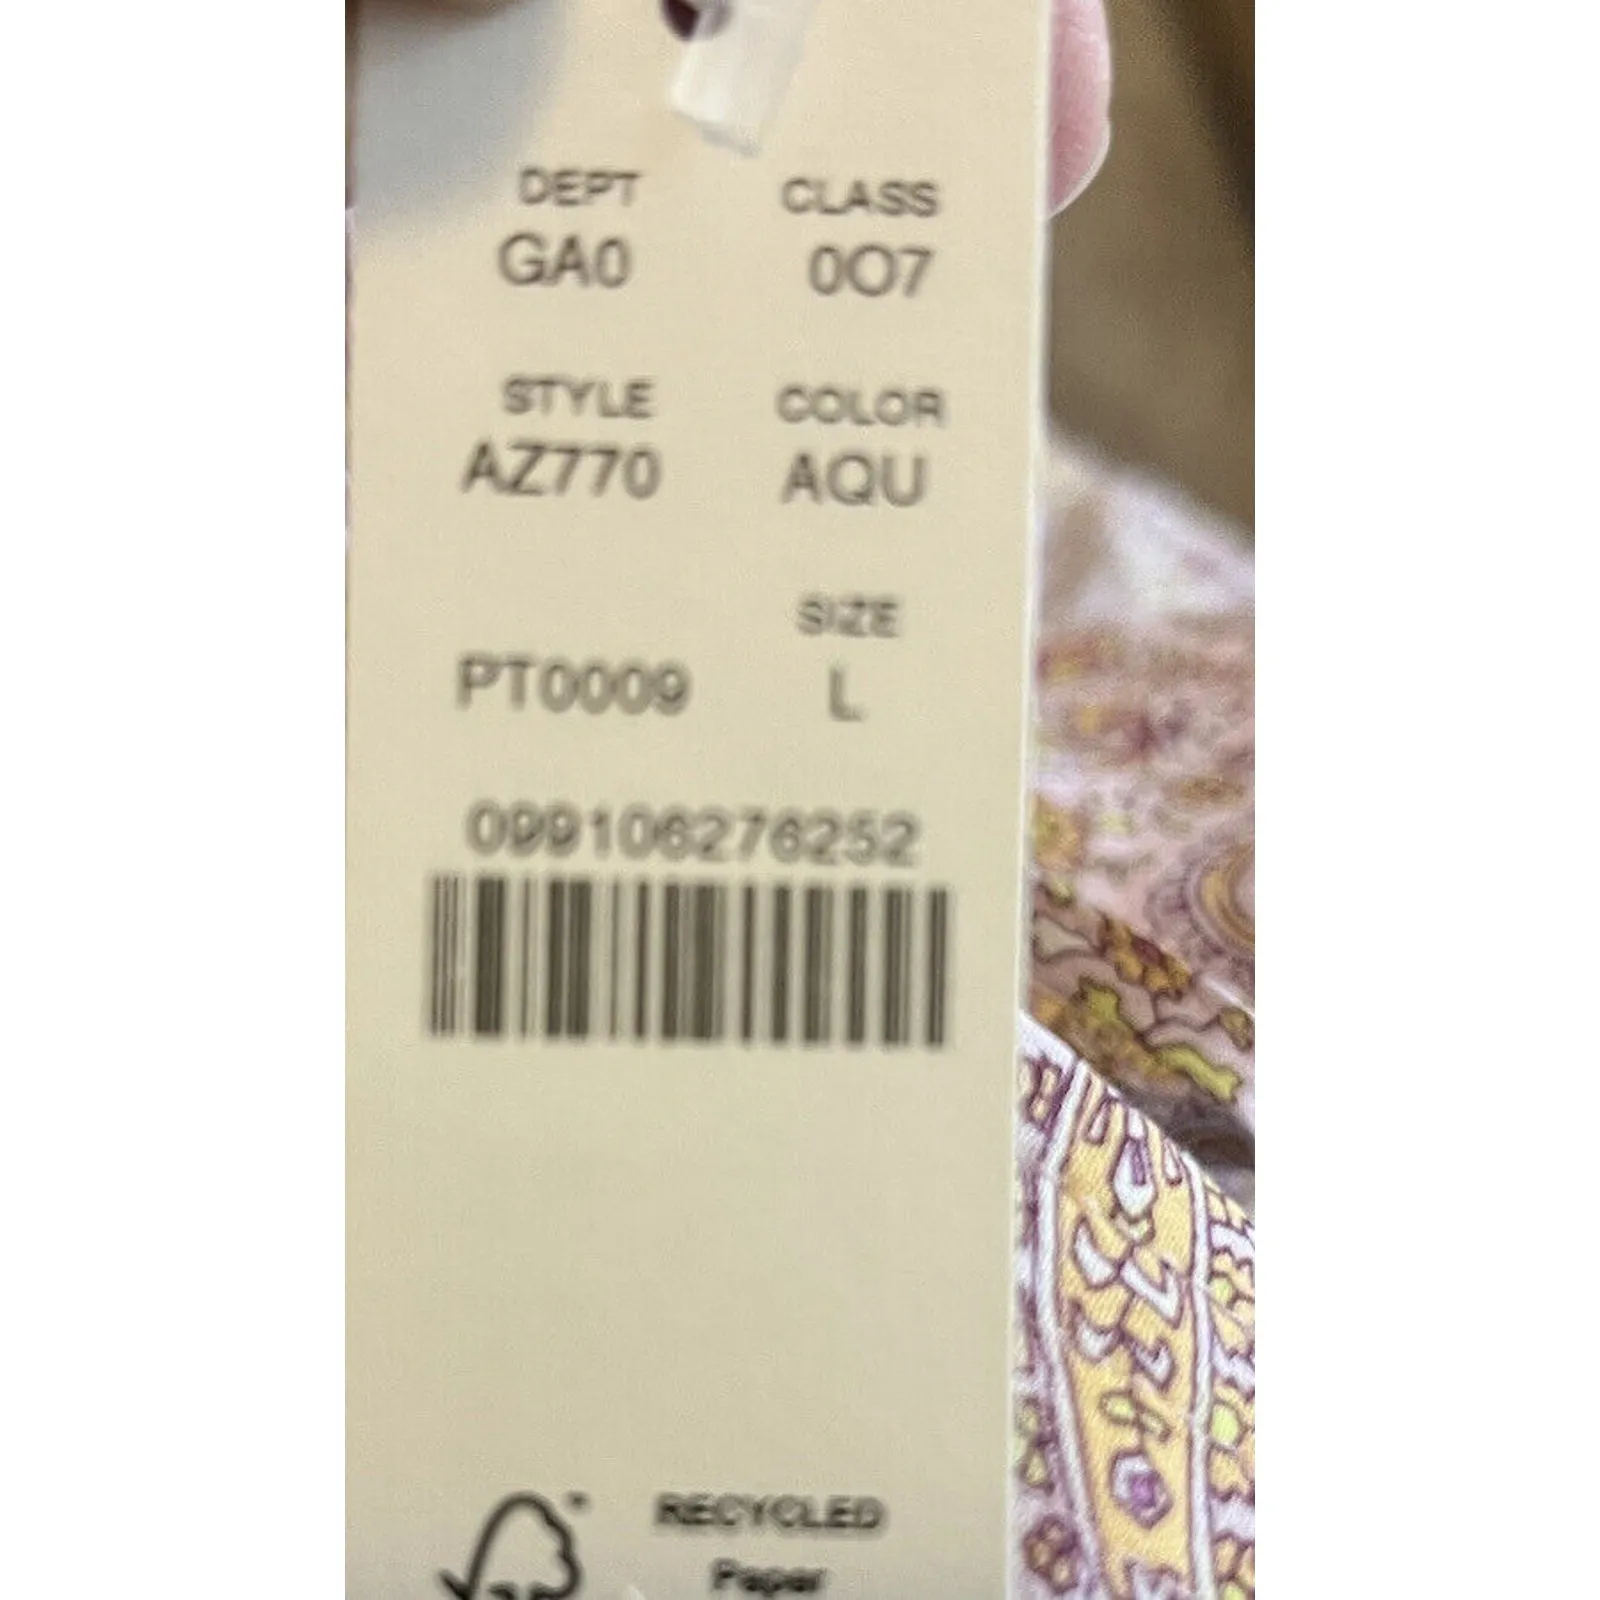 DEPT CLASS
GA0 0O7
STYLE COLOR
AZ770 AQU
SIZE
PT0009 L
099106276252
RECYCLED
Paper